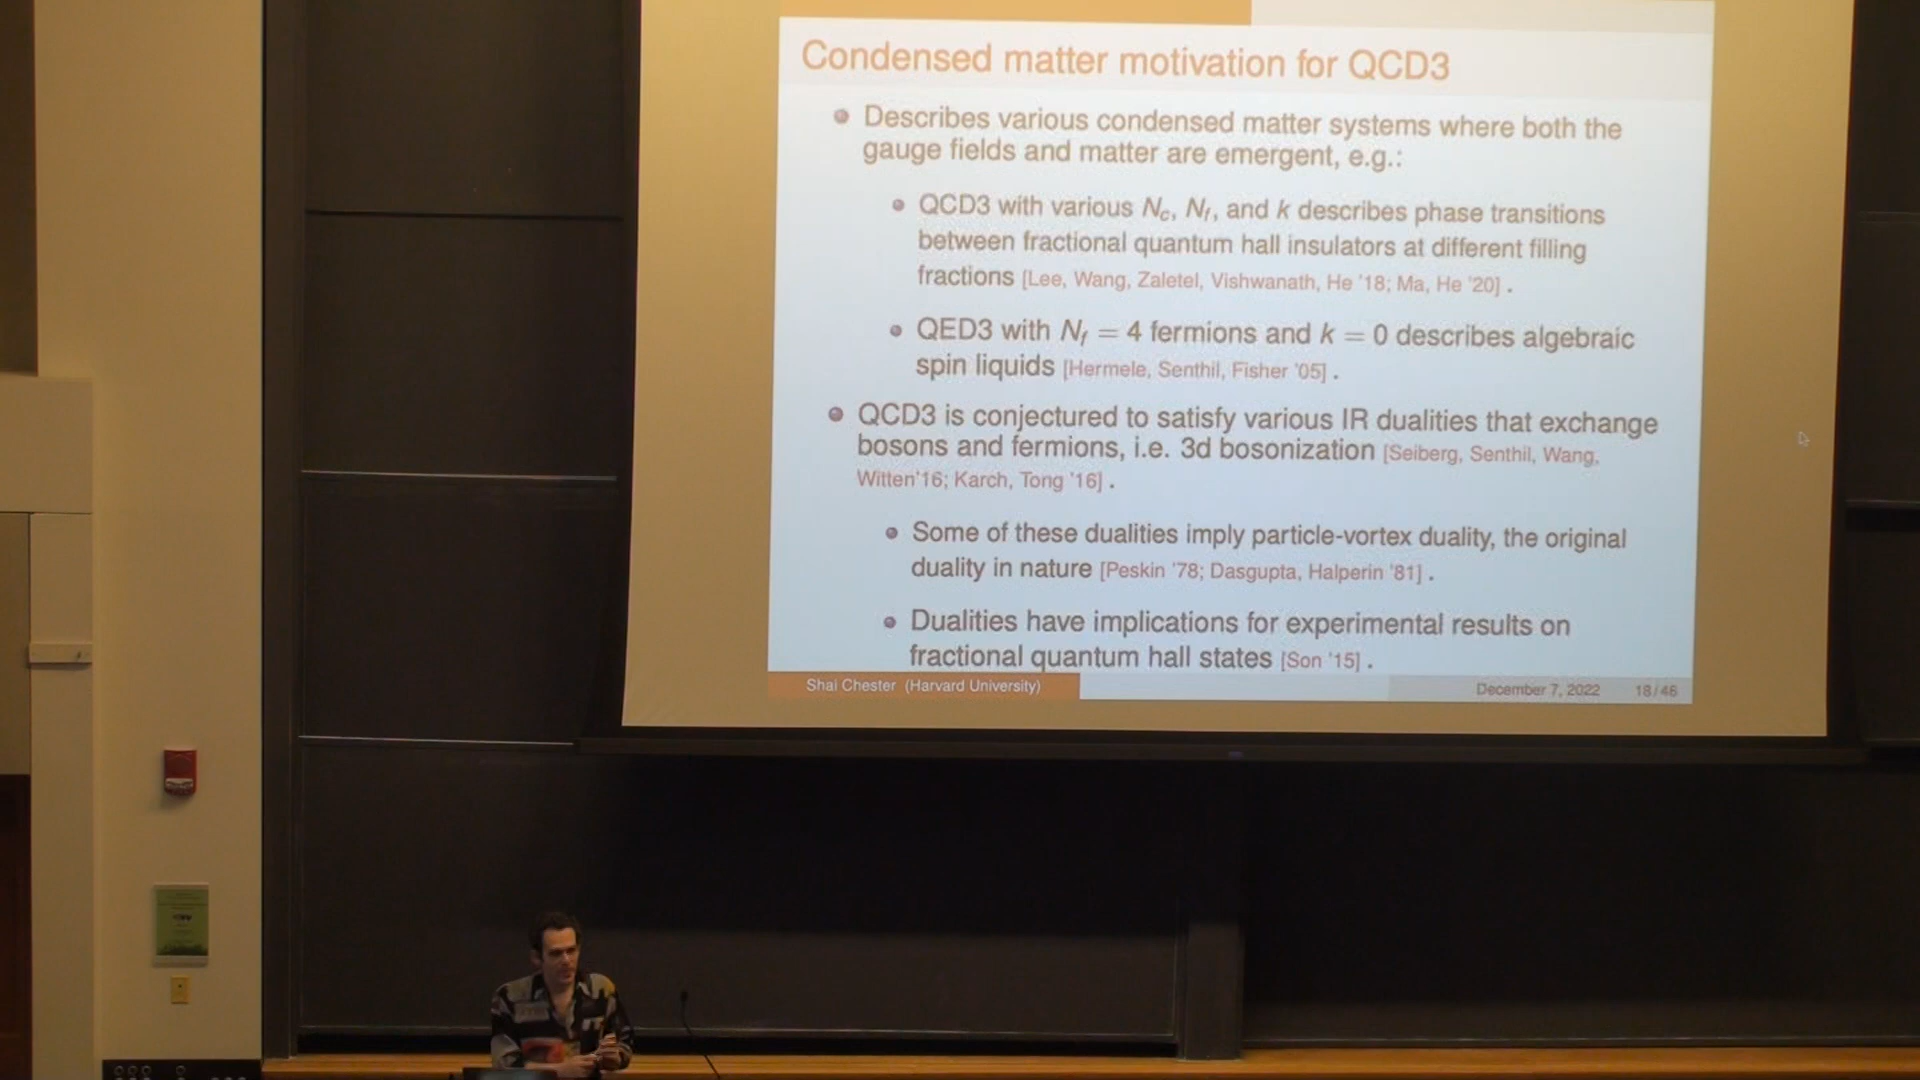 Condensed matter motivation for QCD3
Describes various condensed matter systems where both the
gauge fields and matter are emergent, e.g.:
QCD3 with various N_c, N_f, and k describes phase transitions
between fractional quantum hall insulators at different filling
fractions [Lee, Wang, Zaletel, Vishwanath, He '18; Ma, He '20] .
QED3 with N_f = 4 fermions and k = 0 describes algebraic
spin liquids [Hermele, Senthil, Fisher '05] .
QCD3 is conjectured to satisfy various IR dualities that exchange
bosons and fermions, i.e. 3d bosonization [Seiberg, Senthil, Wang,
Witten'16; Karch, Tong '16] .
Some of these dualities imply particle-vortex duality, the original
duality in nature [Peskin '78; Dasgupta, Halperin '81] .
Dualities have implications for experimental results on
fractional quantum hall states [Son '15] .
Shai Chester (Harvard University)
December 7, 2022
18/46